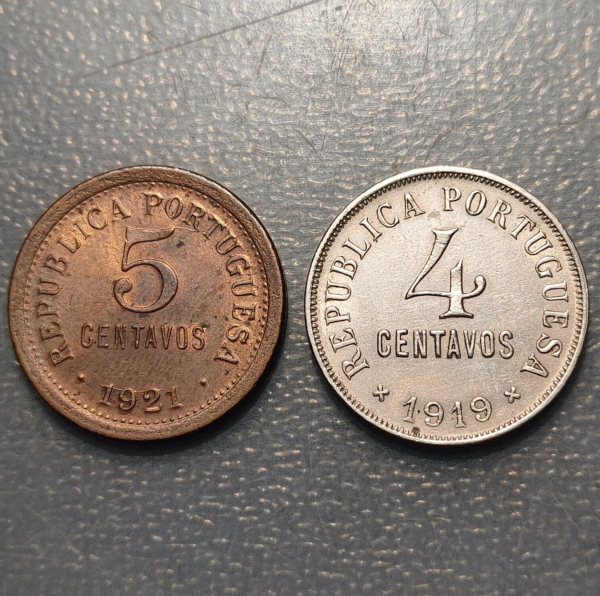 REPUBLICA PORTUGUESA
5
CENTAVOS
· 1921 ·
REPUBLICA PORTUGUESA
4
CENTAVOS
1919